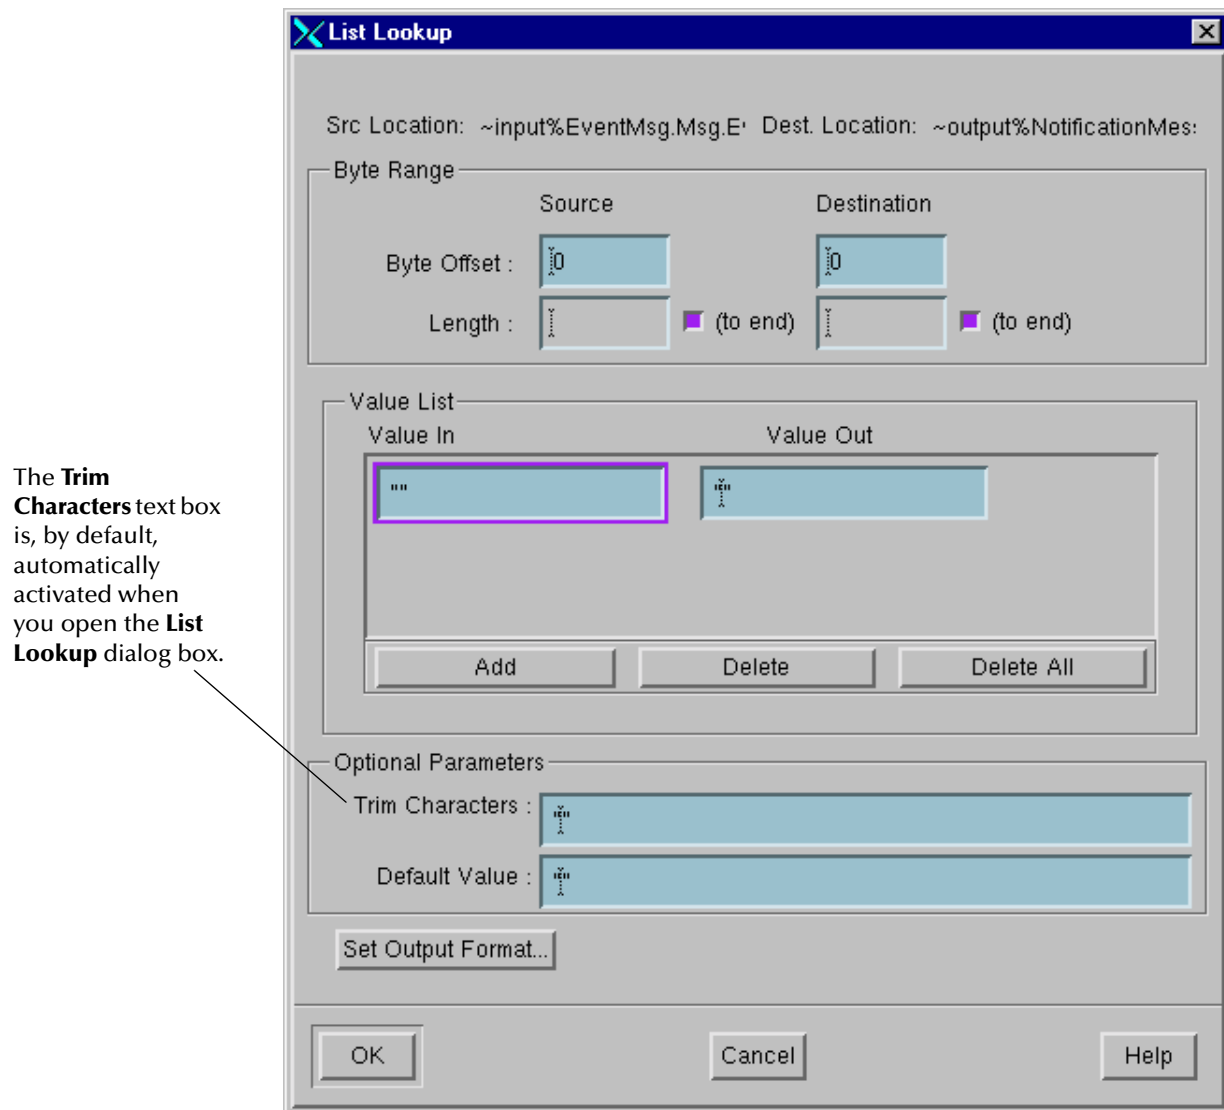 List Lookup
Src Location: ~input%EventMsg.Msg.E Dest. Location: ~output%NotificationMes
Byte Range
Source Destination
Byte Offset : 0 0
Length : (to end) (to end)
Value List
Value In Value Out
"" ""
Add Delete Delete All
Optional Parameters
Trim Characters : ""
Default Value : ""
Set Output Format...
OK Cancel Help
The Trim
Characters text box
is, by default,
automatically
activated when
you open the List
Lookup dialog box.